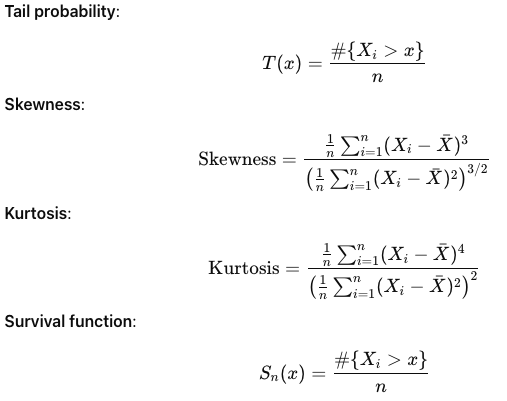 Tail probability:
T(x) = \frac{\#\{X_i > x\}}{n}
Skewness:
Skewness = \frac{\frac{1}{n} \sum_{i=1}^{n} (X_i - \bar{X})^3}{\left(\frac{1}{n} \sum_{i=1}^{n} (X_i - \bar{X})^2\right)^{3/2}}
Kurtosis:
Kurtosis = \frac{\frac{1}{n} \sum_{i=1}^{n} (X_i - \bar{X})^4}{\left(\frac{1}{n} \sum_{i=1}^{n} (X_i - \bar{X})^2\right)^2}
Survival function:
S_n(x) = \frac{\#\{X_i > x\}}{n}